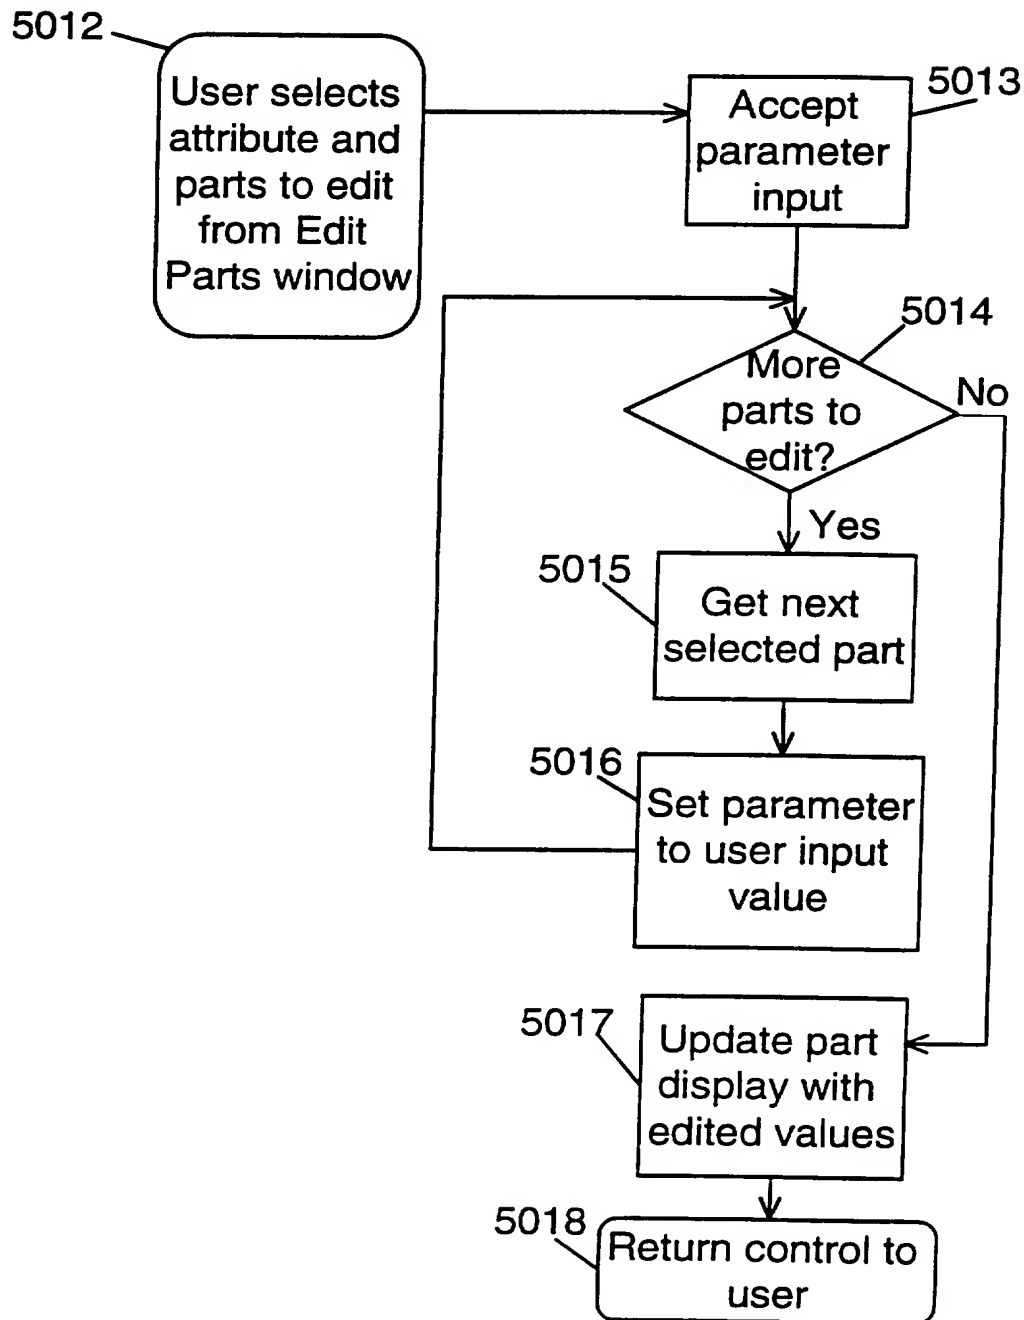 5012
User selects
attribute and
parts to edit
from Edit
Parts window
5013
Accept
parameter
input
5014
More
parts to
edit?
No
Yes
5015
Get next
selected part
5016
Set parameter
to user input
value
5017
Update part
display with
edited values
5018
Return control to
user